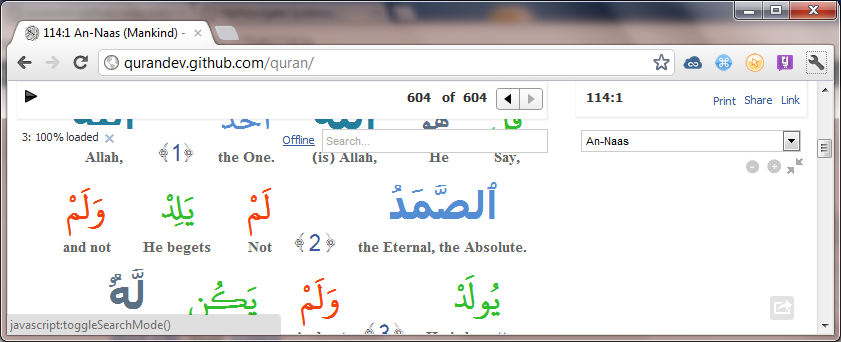 114:1 An-Naas (Mankind) -
qurandev.github.com/quran/
604 of 604
114:1 Print Share Link
3: 100% loaded
Offline Search...
An-Naas
قُلْ هُوَ ٱللَّهُ أَحَدٌ ٱللَّهُ
Say, He (is) Allah, the One. ﴾1﴿ Allah,
ٱلصَّمَدُ ﴾2﴿ لَمْ يَلِدْ وَلَمْ
the Eternal, the Absolute. Not He begets and not
يُولَدْ ﴾3﴿ وَلَمْ يَكُن لَّهُۥ
javascript:toggleSearchMode()